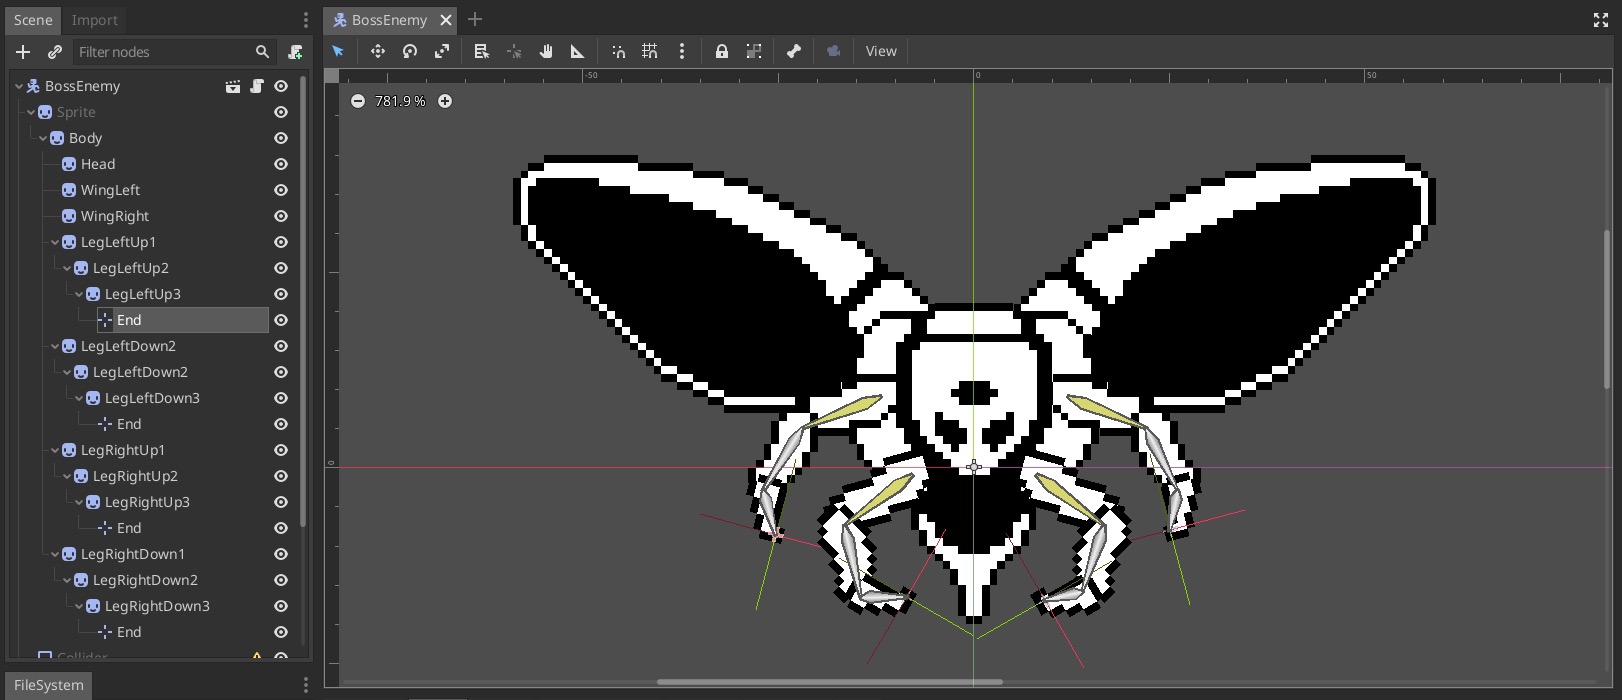 Scene Import
BossEnemy
Filter nodes
View
BossEnemy
Sprite
Body
Head
WingLeft
WingRight
LegLeftUp1
LegLeftUp2
LegLeftUp3
End
LegLeftDown2
LegLeftDown2
LegLeftDown3
End
LegRightUp1
LegRightUp2
LegRightUp3
End
LegRightDown1
LegRightDown2
LegRightDown3
End
Collider
FileSystem
-50
0
50
781.9 %
0